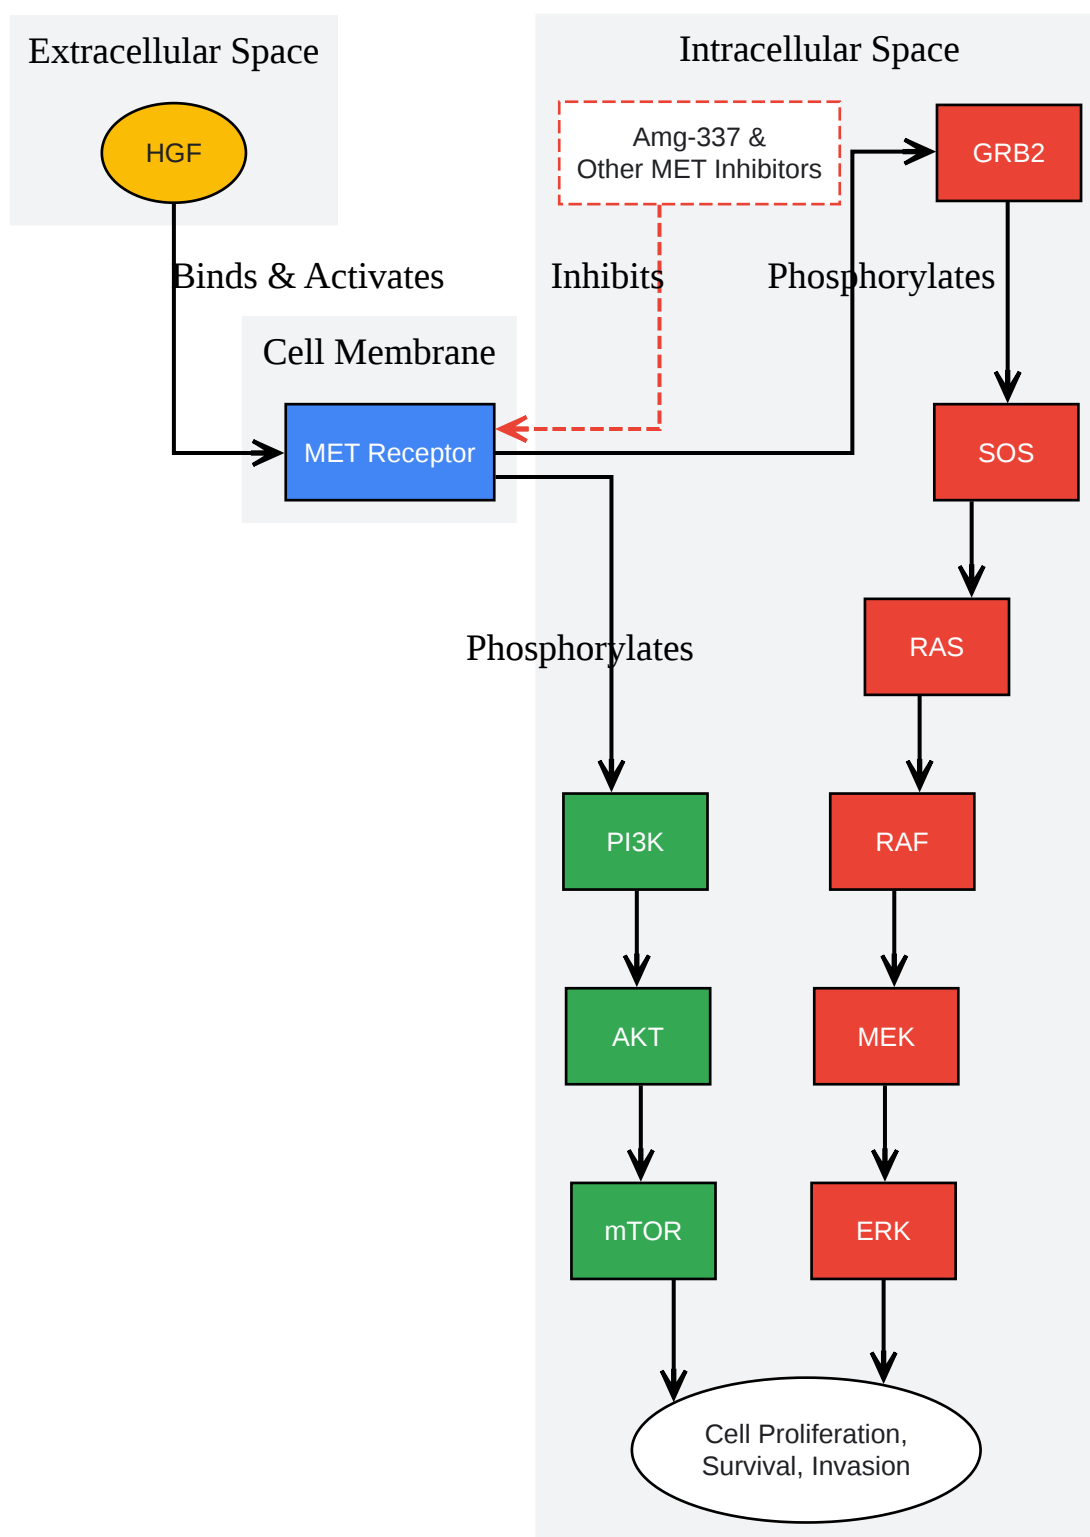 Extracellular Space
Intracellular Space
HGF
Amg-337 &
Other MET Inhibitors
GRB2
Binds & Activates
Inhibits
Phosphorylates
Cell Membrane
MET Receptor
SOS
RAS
Phosphorylates
PI3K
RAF
AKT
MEK
mTOR
ERK
Cell Proliferation,
Survival, Invasion